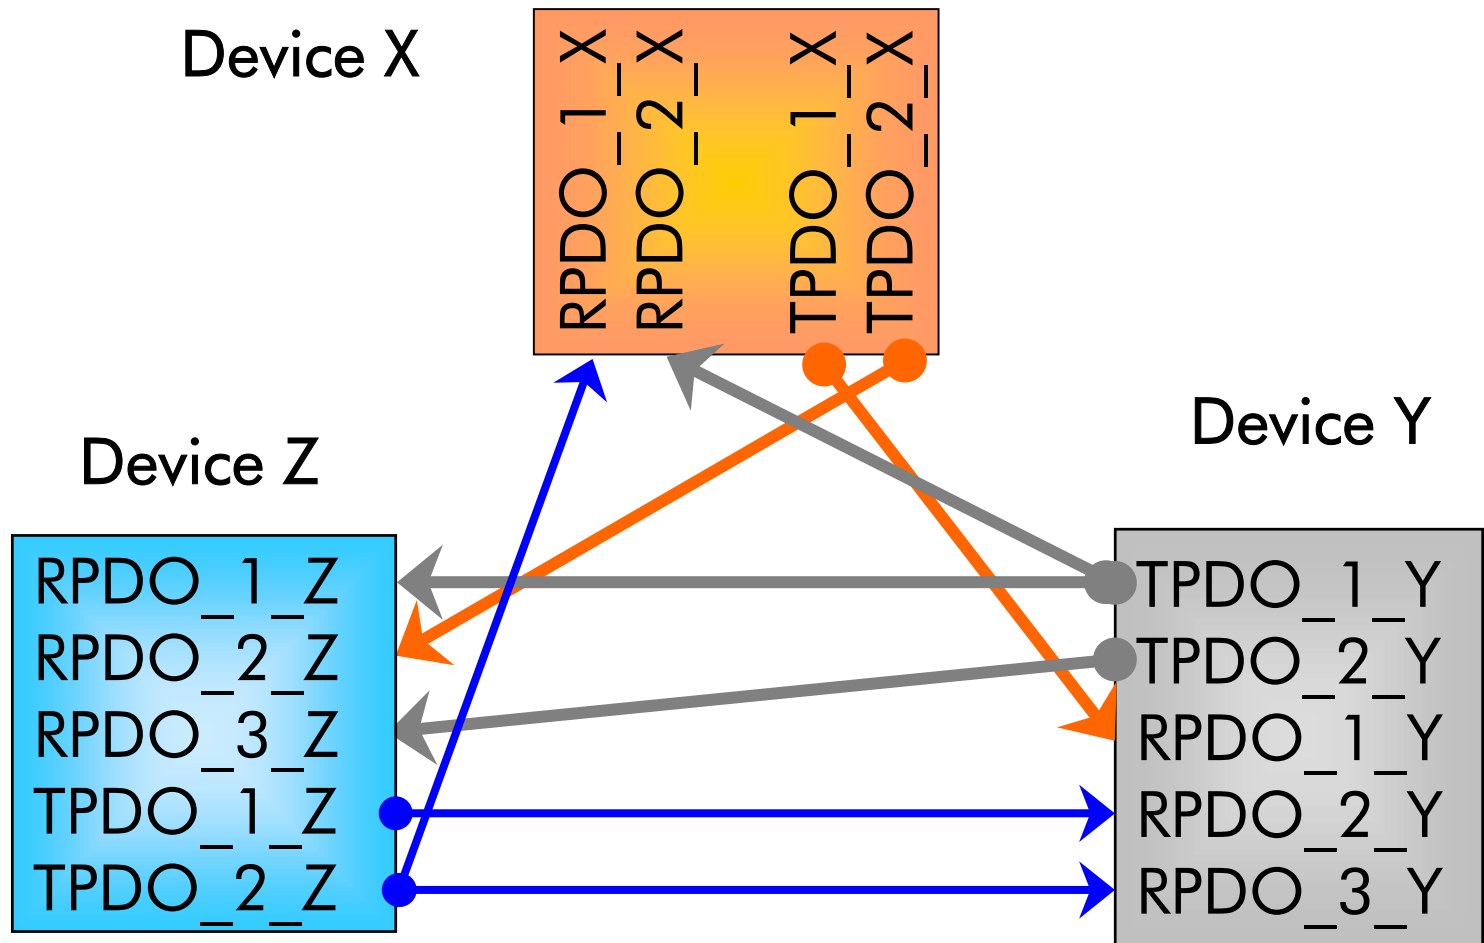 Device X
RPDO_1_X
RPDO_2_X
TPDO_1_X
TPDO_2_X
Device Y
Device Z
RPDO_1_Z
RPDO_2_Z
RPDO_3_Z
TPDO_1_Z
TPDO_2_Z
TPDO_1_Y
TPDO_2_Y
RPDO_1_Y
RPDO_2_Y
RPDO_3_Y